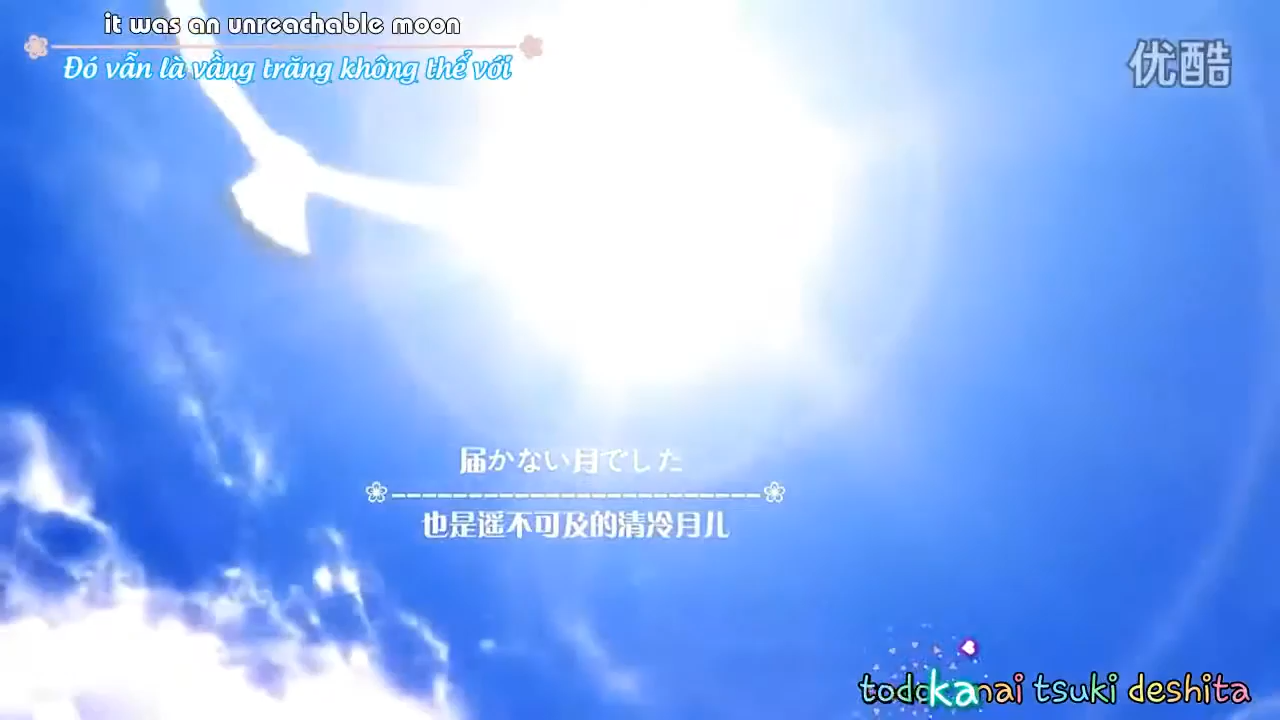 it was an unreachable moon
Đó vẫn là vầng trăng không thể với
优酷
届かない月でした
也是遥不可及的清冷月儿
todokanai tsuki deshita